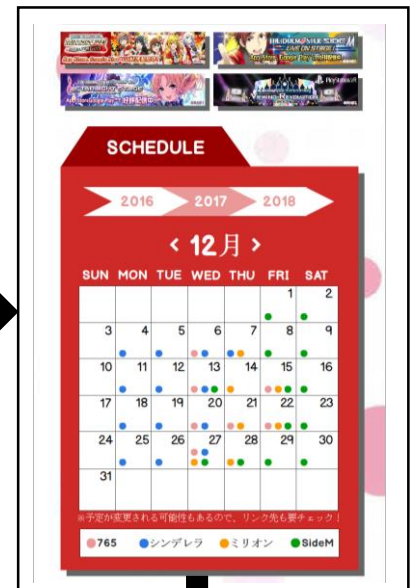 SCHEDULE
2016 2017 2018
< 12月 >
SUN MON TUE WED THU FRI SAT
1 2
3 4 5 6 7 8 9
10 11 12 13 14 15 16
17 18 19 20 21 22 23
24 25 26 27 28 29 30
31
※予定が変更される可能性もあるので、リンク先も要チェック！
765 シンデレラ ミリオン SideM